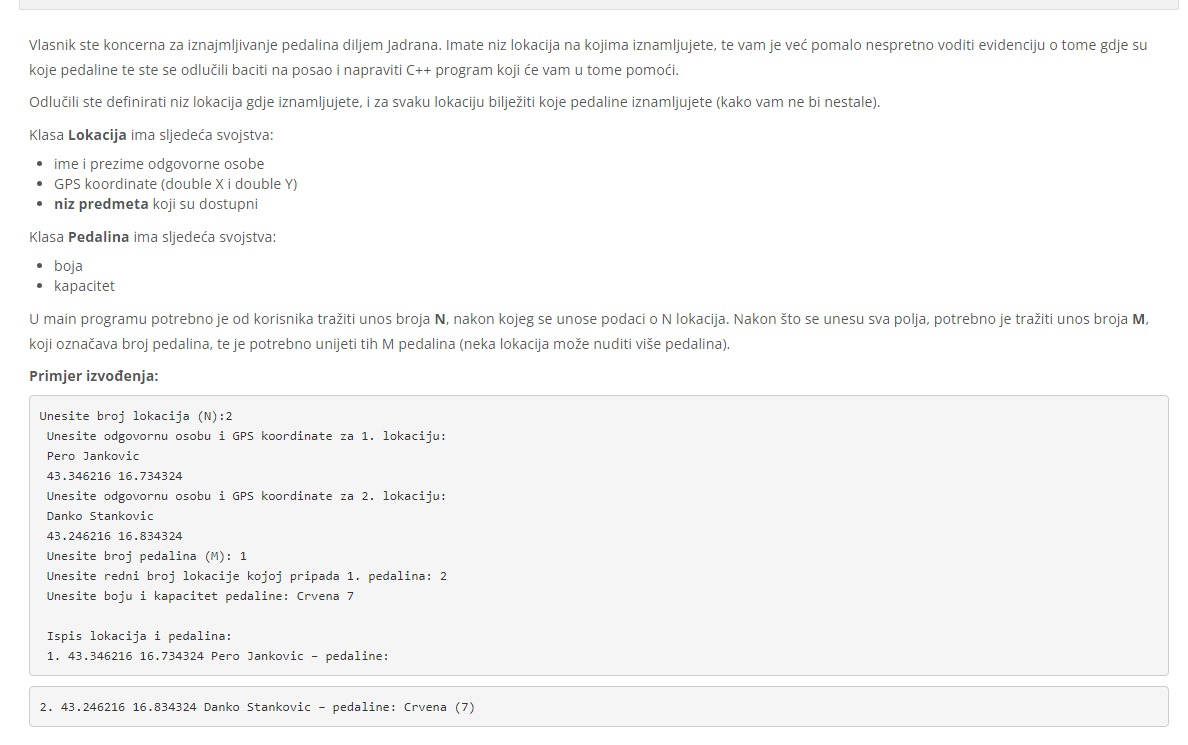 Vlasnik ste koncerna za iznajmljivanje pedalina diljem Jadrana. Imate niz lokacija na kojima iznamljujete, te vam je već pomalo nespretno voditi evidenciju o tome gdje su
koje pedaline te ste se odlučili baciti na posao i napraviti C++ program koji će vam u tome pomoći.
Odlučili ste definirati niz lokacija gdje iznamljujete, i za svaku lokaciju bilježiti koje pedaline iznamljujete (kako vam ne bi nestale).
Klasa Lokacija ima sljedeća svojstva:
• ime i prezime odgovorne osobe
• GPS koordinate (double X i double Y)
• niz predmeta koji su dostupni
Klasa Pedalina ima sljedeća svojstva:
• boja
• kapacitet
U main programu potrebno je od korisnika tražiti unos broja N, nakon kojeg se unose podaci o N lokacija. Nakon što se unesu sva polja, potrebno je tražiti unos broja M,
koji označava broj pedalina, te je potrebno unijeti tih M pedalina (neka lokacija može nuditi više pedalina).
Primjer izvođenja:
Unesite broj lokacija (N):2
Unesite odgovornu osobu i GPS koordinate za 1. lokaciju:
Pero Jankovic
43.346216 16.734324
Unesite odgovornu osobu i GPS koordinate za 2. lokaciju:
Danko Stankovic
43.246216 16.834324
Unesite broj pedalina (M): 1
Unesite redni broj lokacije kojoj pripada 1. pedalina: 2
Unesite boju i kapacitet pedaline: Crvena 7
Ispis lokacija i pedalina:
1. 43.346216 16.734324 Pero Jankovic – pedaline:
2. 43.246216 16.834324 Danko Stankovic – pedaline: Crvena (7)